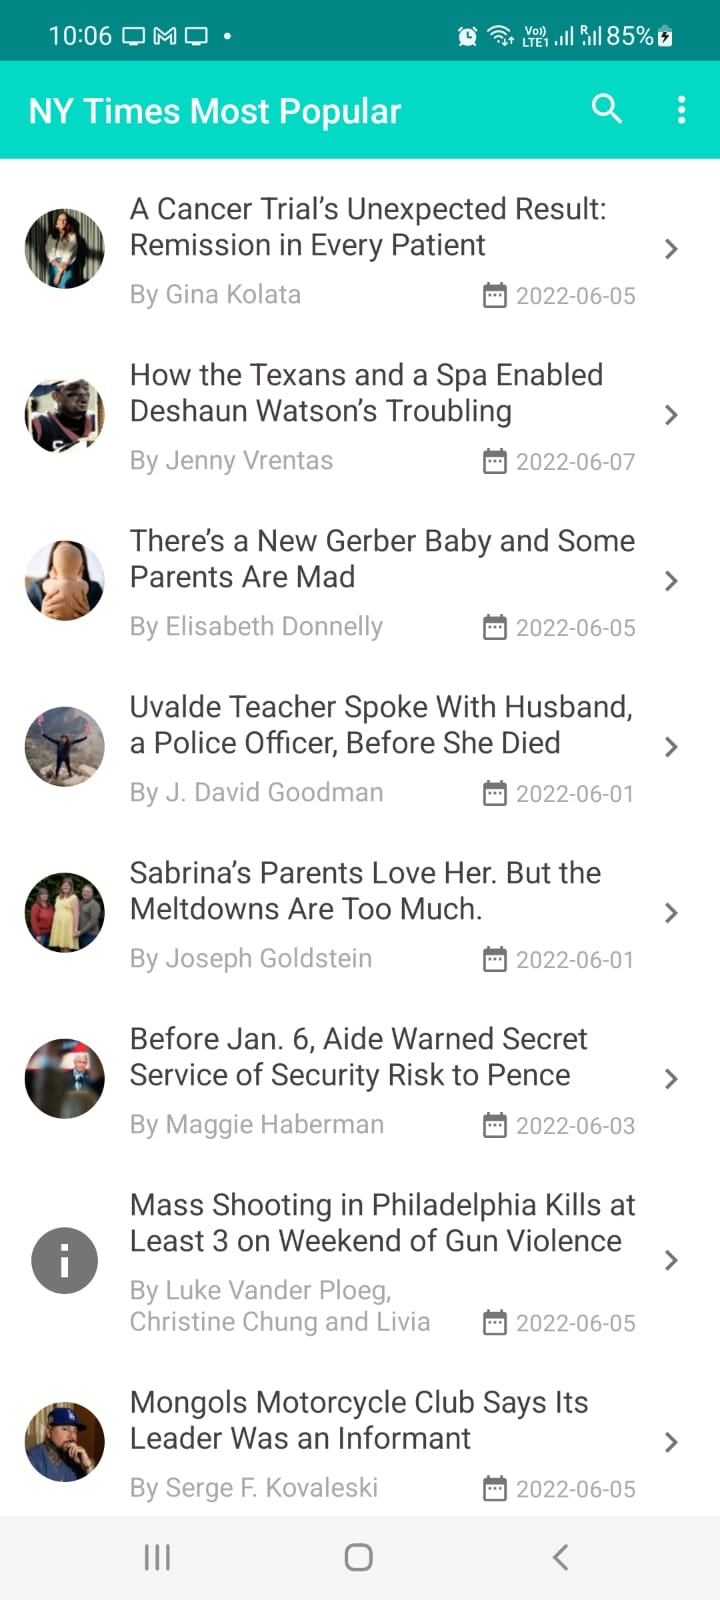 10:06 Vo)) LTE1 R 85%
NY Times Most Popular
A Cancer Trial’s Unexpected Result:
Remission in Every Patient
By Gina Kolata 2022-06-05
How the Texans and a Spa Enabled
Deshaun Watson’s Troubling
By Jenny Vrentas 2022-06-07
There’s a New Gerber Baby and Some
Parents Are Mad
By Elisabeth Donnelly 2022-06-05
Uvalde Teacher Spoke With Husband,
a Police Officer, Before She Died
By J. David Goodman 2022-06-01
Sabrina’s Parents Love Her. But the
Meltdowns Are Too Much.
By Joseph Goldstein 2022-06-01
Before Jan. 6, Aide Warned Secret
Service of Security Risk to Pence
By Maggie Haberman 2022-06-03
Mass Shooting in Philadelphia Kills at
Least 3 on Weekend of Gun Violence
By Luke Vander Ploeg,
Christine Chung and Livia 2022-06-05
Mongols Motorcycle Club Says Its
Leader Was an Informant
By Serge F. Kovaleski 2022-06-05